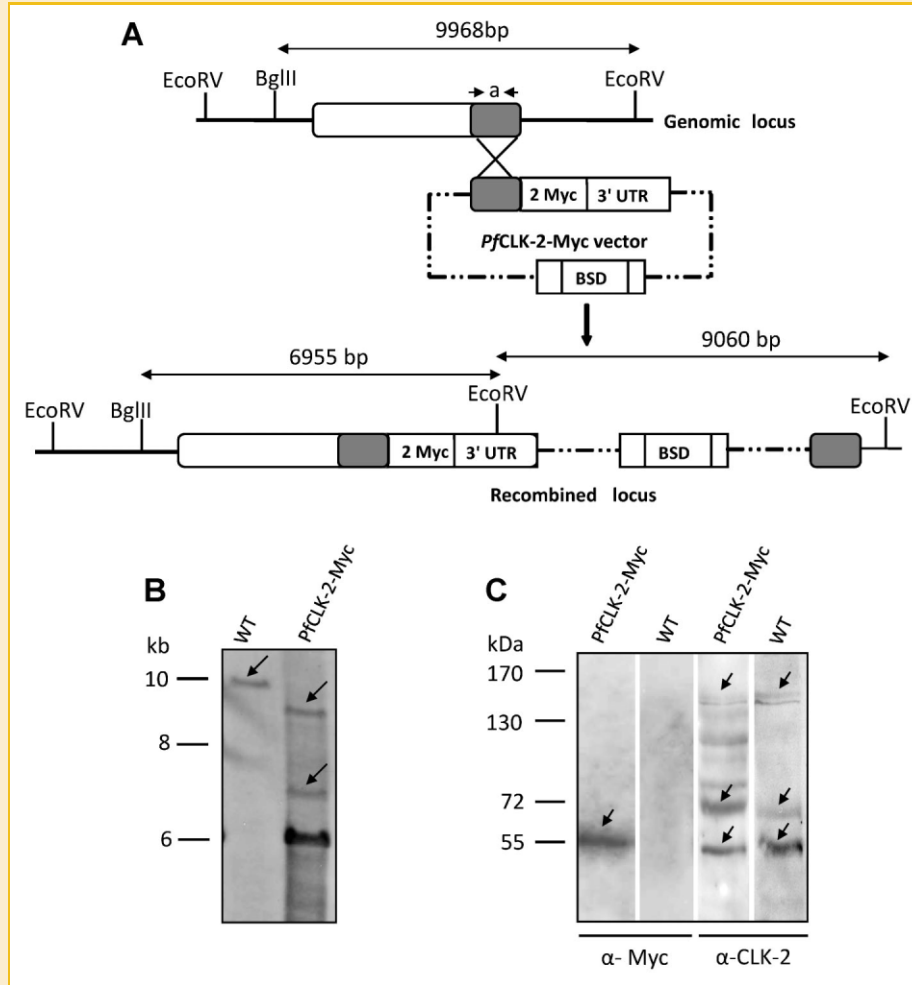 A
9968bp
EcoRV
BglII
a
EcoRV
Genomic locus
2 Myc
3' UTR
PfCLK-2-Myc vector
BSD
6955 bp
9060 bp
EcoRV
BglII
EcoRV
EcoRV
2 Myc
3' UTR
BSD
Recombined locus
B
WT
PfCLK-2-Myc
kb
10
8
6
C
PfCLK-2-Myc
WT
PfCLK-2-Myc
WT
kDa
170
130
72
55
α- Myc
α-CLK-2